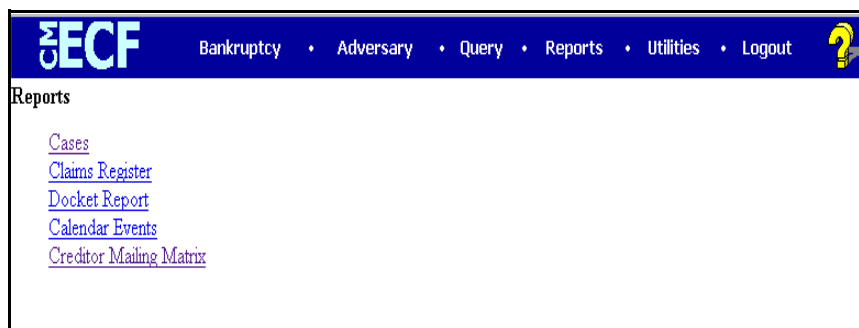 CM ECF Bankruptcy • Adversary • Query • Reports • Utilities • Logout ?
Reports
Cases
Claims Register
Docket Report
Calendar Events
Creditor Mailing Matrix